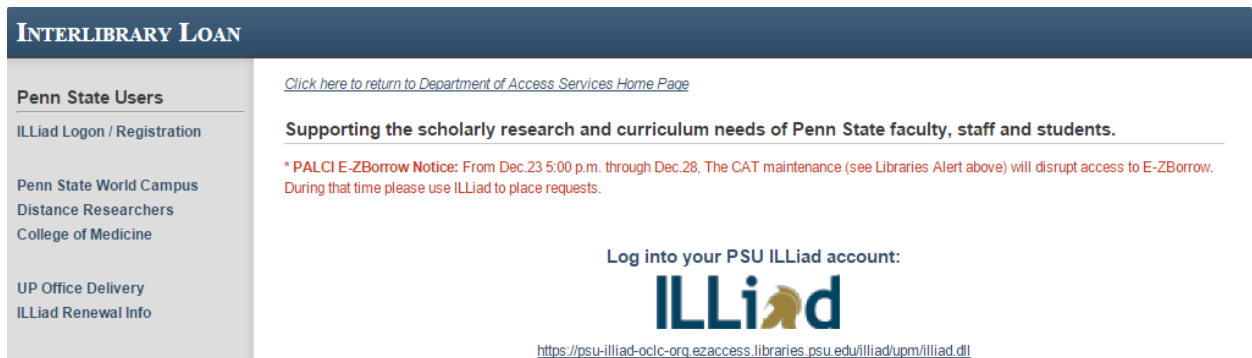 INTERLIBRARY LOAN
Penn State Users
ILLiad Logon / Registration
Penn State World Campus
Distance Researchers
College of Medicine
UP Office Delivery
ILLiad Renewal Info
Click here to return to Department of Access Services Home Page
Supporting the scholarly research and curriculum needs of Penn State faculty, staff and students.
* PALCI E-ZBorrow Notice: From Dec.23 5:00 p.m. through Dec.28, The CAT maintenance (see Libraries Alert above) will disrupt access to E-ZBorrow.
During that time please use ILLiad to place requests.
Log into your PSU ILLiad account:
ILLiad
https://psu-illiad-oclc-org.ezaccess.libraries.psu.edu/illiad/upm/illiad.dll